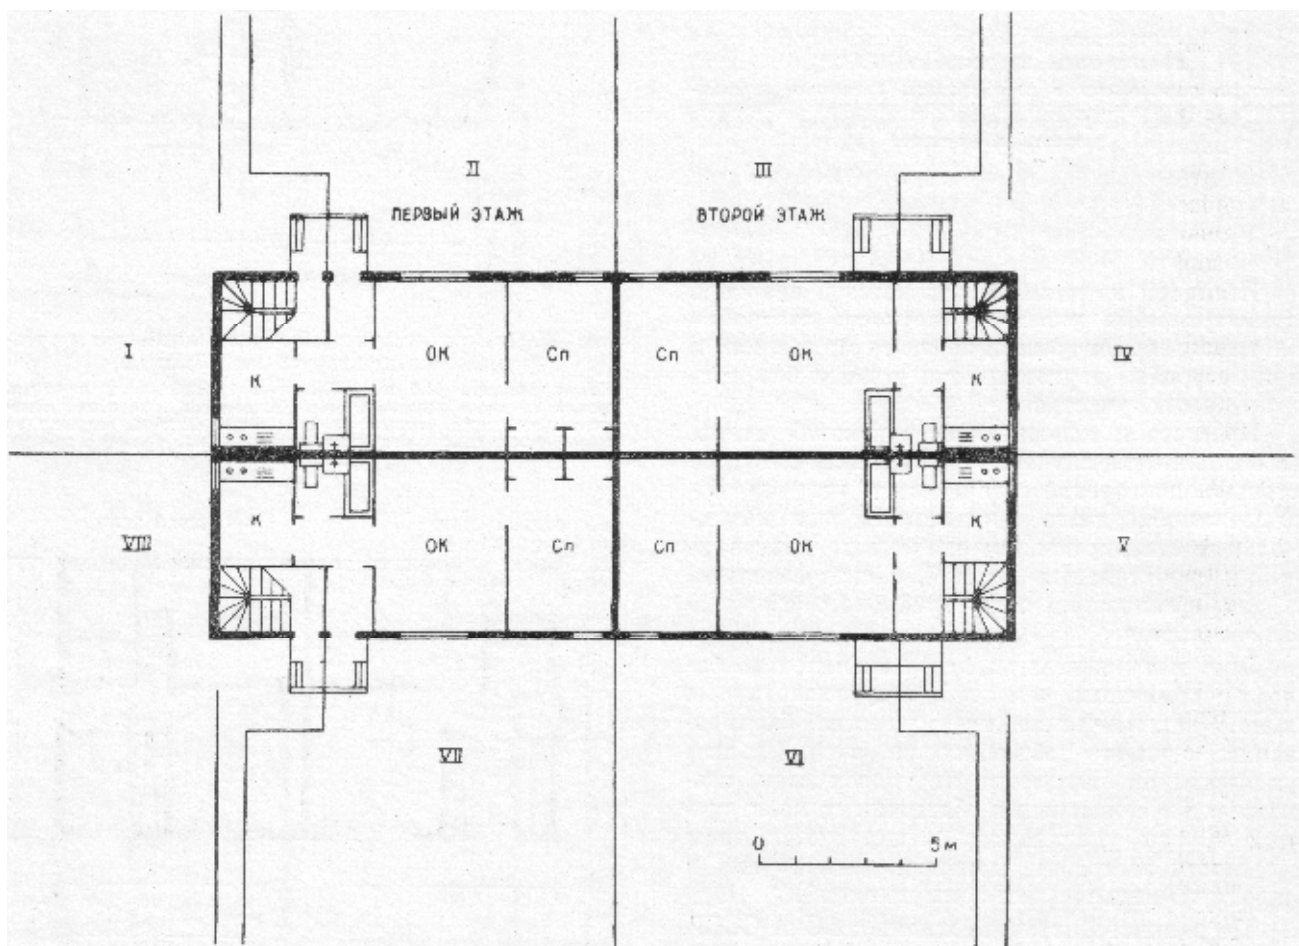 II III
ПЕРВЫЙ ЭТАЖ ВТОРОЙ ЭТАЖ
I ОК Сп Сп ОК IV
К К
К К
VIII ОК Сп Сп ОК V
VII VI
0 5м